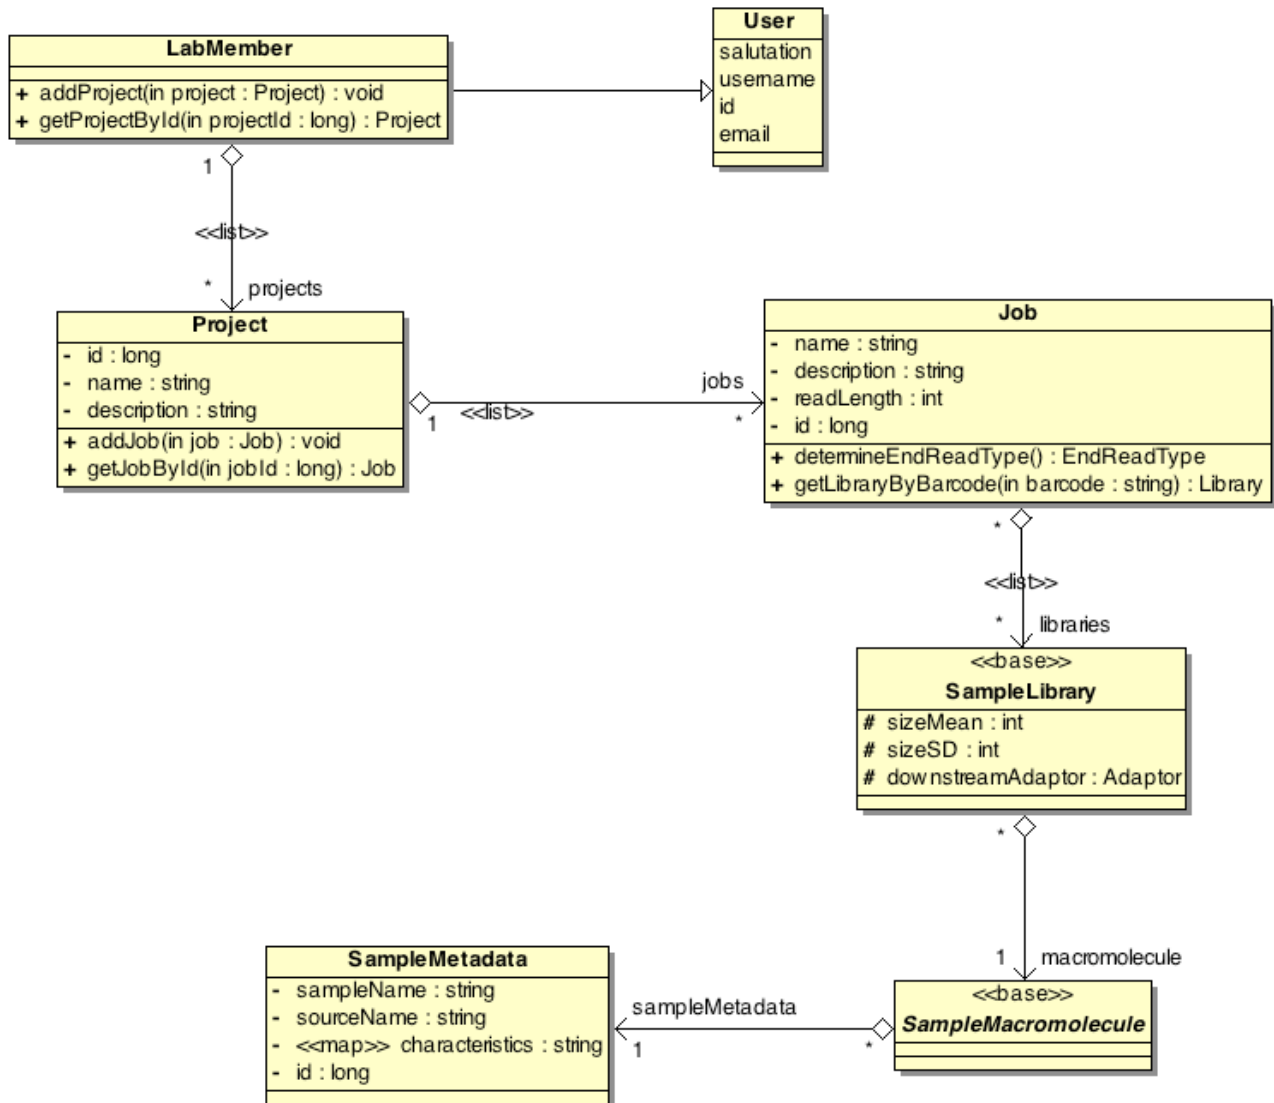 User
salutation
username
id
email
LabMember
+ addProject(in project : Project) : void
+ getProjectById(in projectId : long) : Project
1
<<list>>
* projects
Project
- id : long
- name : string
- description : string
+ addJob(in job : Job) : void
+ getJobById(in jobId : long) : Job
1
<<list>>
jobs
*
Job
- name : string
- description : string
- readLength : int
- id : long
+ determineEndReadType() : EndReadType
+ getLibraryByBarcode(in barcode : string) : Library
*
<<list>>
* libraries
<<base>>
SampleLibrary
# sizeMean : int
# sizeSD : int
# downstreamAdaptor : Adaptor
*
1 macromolecule
<<base>>
SampleMacromolecule
*
sampleMetadata
1
SampleMetadata
- sampleName : string
- sourceName : string
- <<map>> characteristics : string
- id : long